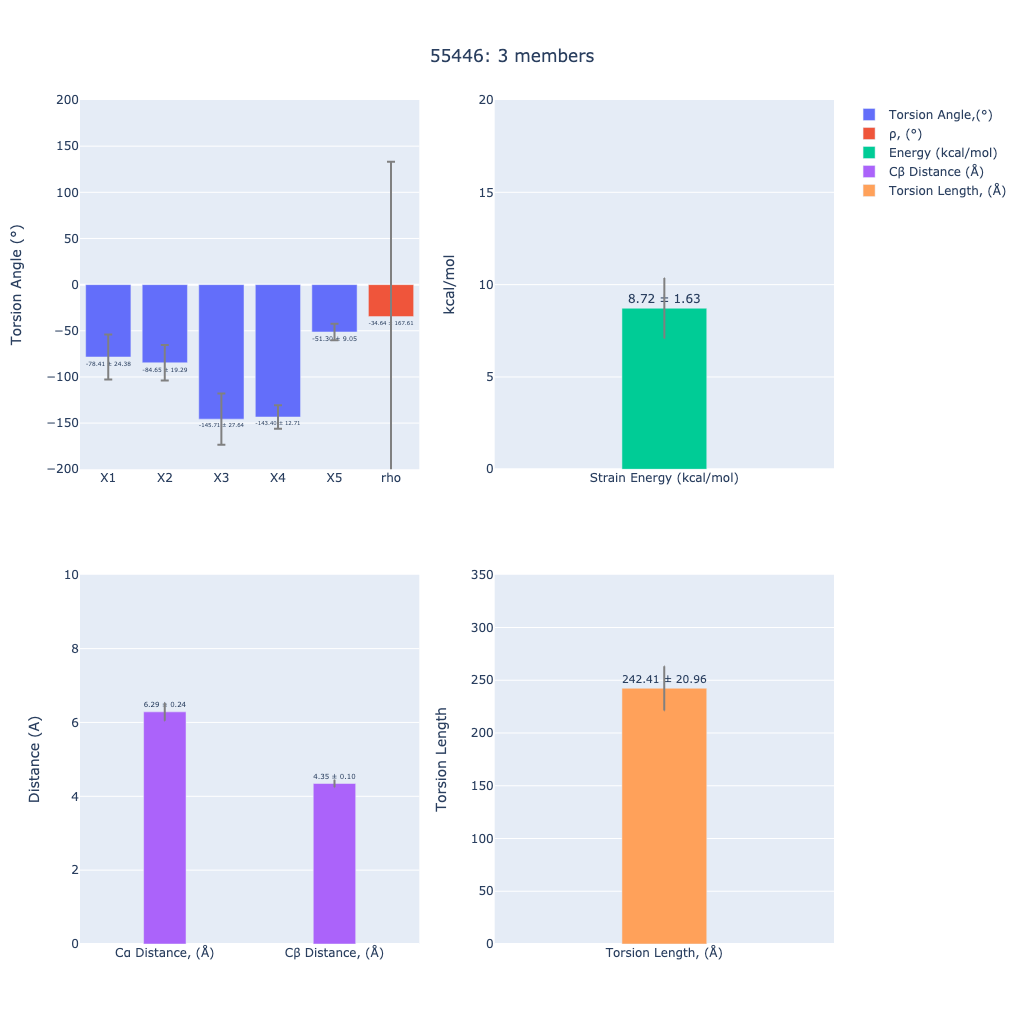 55446: 3 members
200
150
100
50
0
−50
−100
−150
−200
Torsion Angle (°)
-78.41 ± 24.38
-84.65 ± 19.29
-145.71 ± 27.64
-143.40 ± 12.71
-51.30 ± 9.05
-34.64 ± 167.61
X1 X2 X3 X4 X5 rho
20
15
10
5
0
kcal/mol
8.72 ± 1.63
Strain Energy (kcal/mol)
Torsion Angle,(°)
ρ, (°)
Energy (kcal/mol)
Cβ Distance (Å)
Torsion Length, (Å)
10
8
6
4
2
0
Distance (A)
6.29 ± 0.24
4.35 ± 0.10
Cα Distance, (Å) Cβ Distance, (Å)
350
300
250
200
150
100
50
0
Torsion Length
242.41 ± 20.96
Torsion Length, (Å)